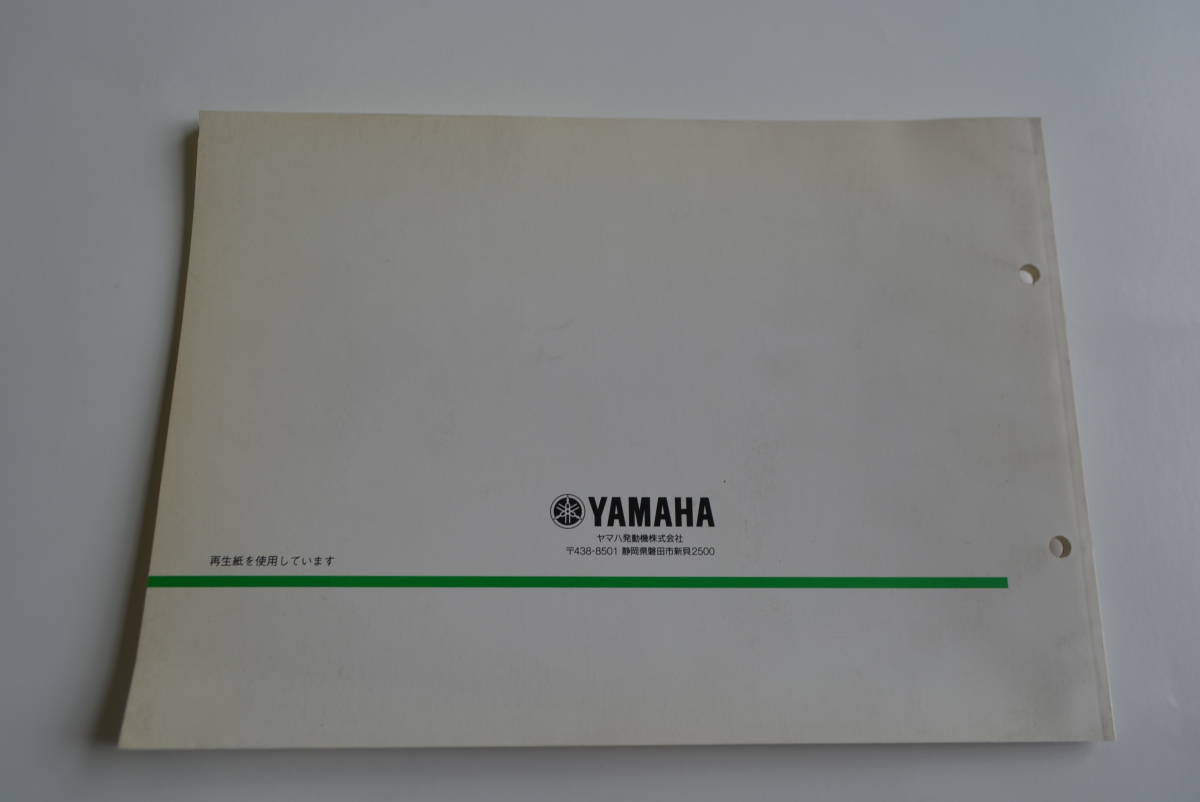 YAMAHA
ヤマハ発動機株式会社
〒438-8501 静岡県磐田市新貝2500
再生紙を使用しています